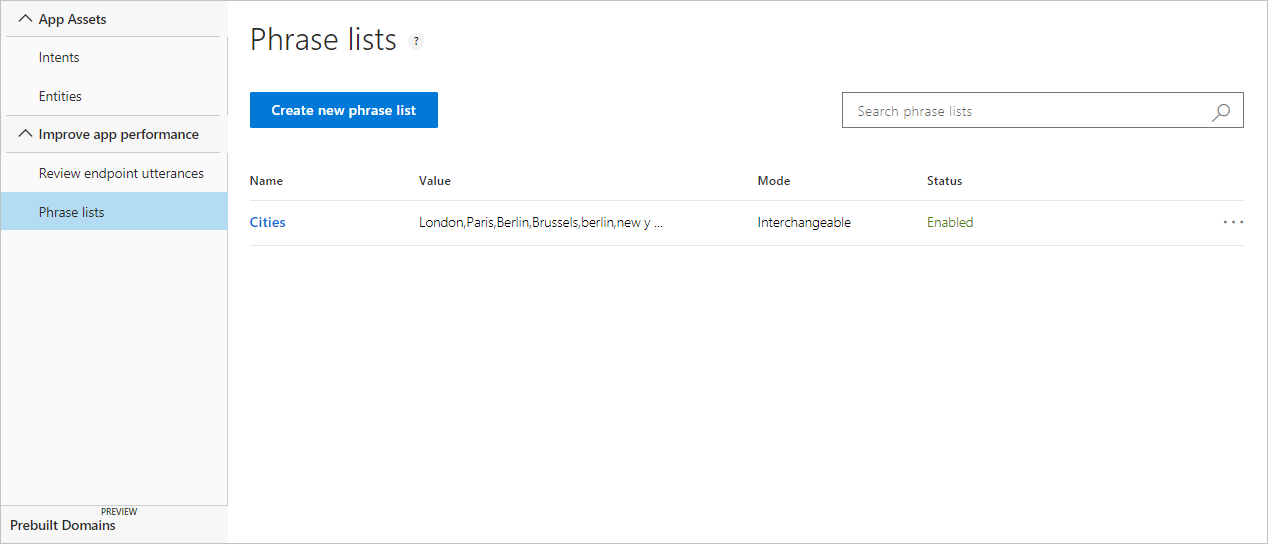 App Assets
Intents
Entities
Improve app performance
Review endpoint utterances
Phrase lists
PREVIEW
Prebuilt Domains
Phrase lists ?
Create new phrase list
Search phrase lists
Name Value Mode Status
Cities London,Paris,Berlin,Brussels,berlin,new y ... Interchangeable Enabled ...